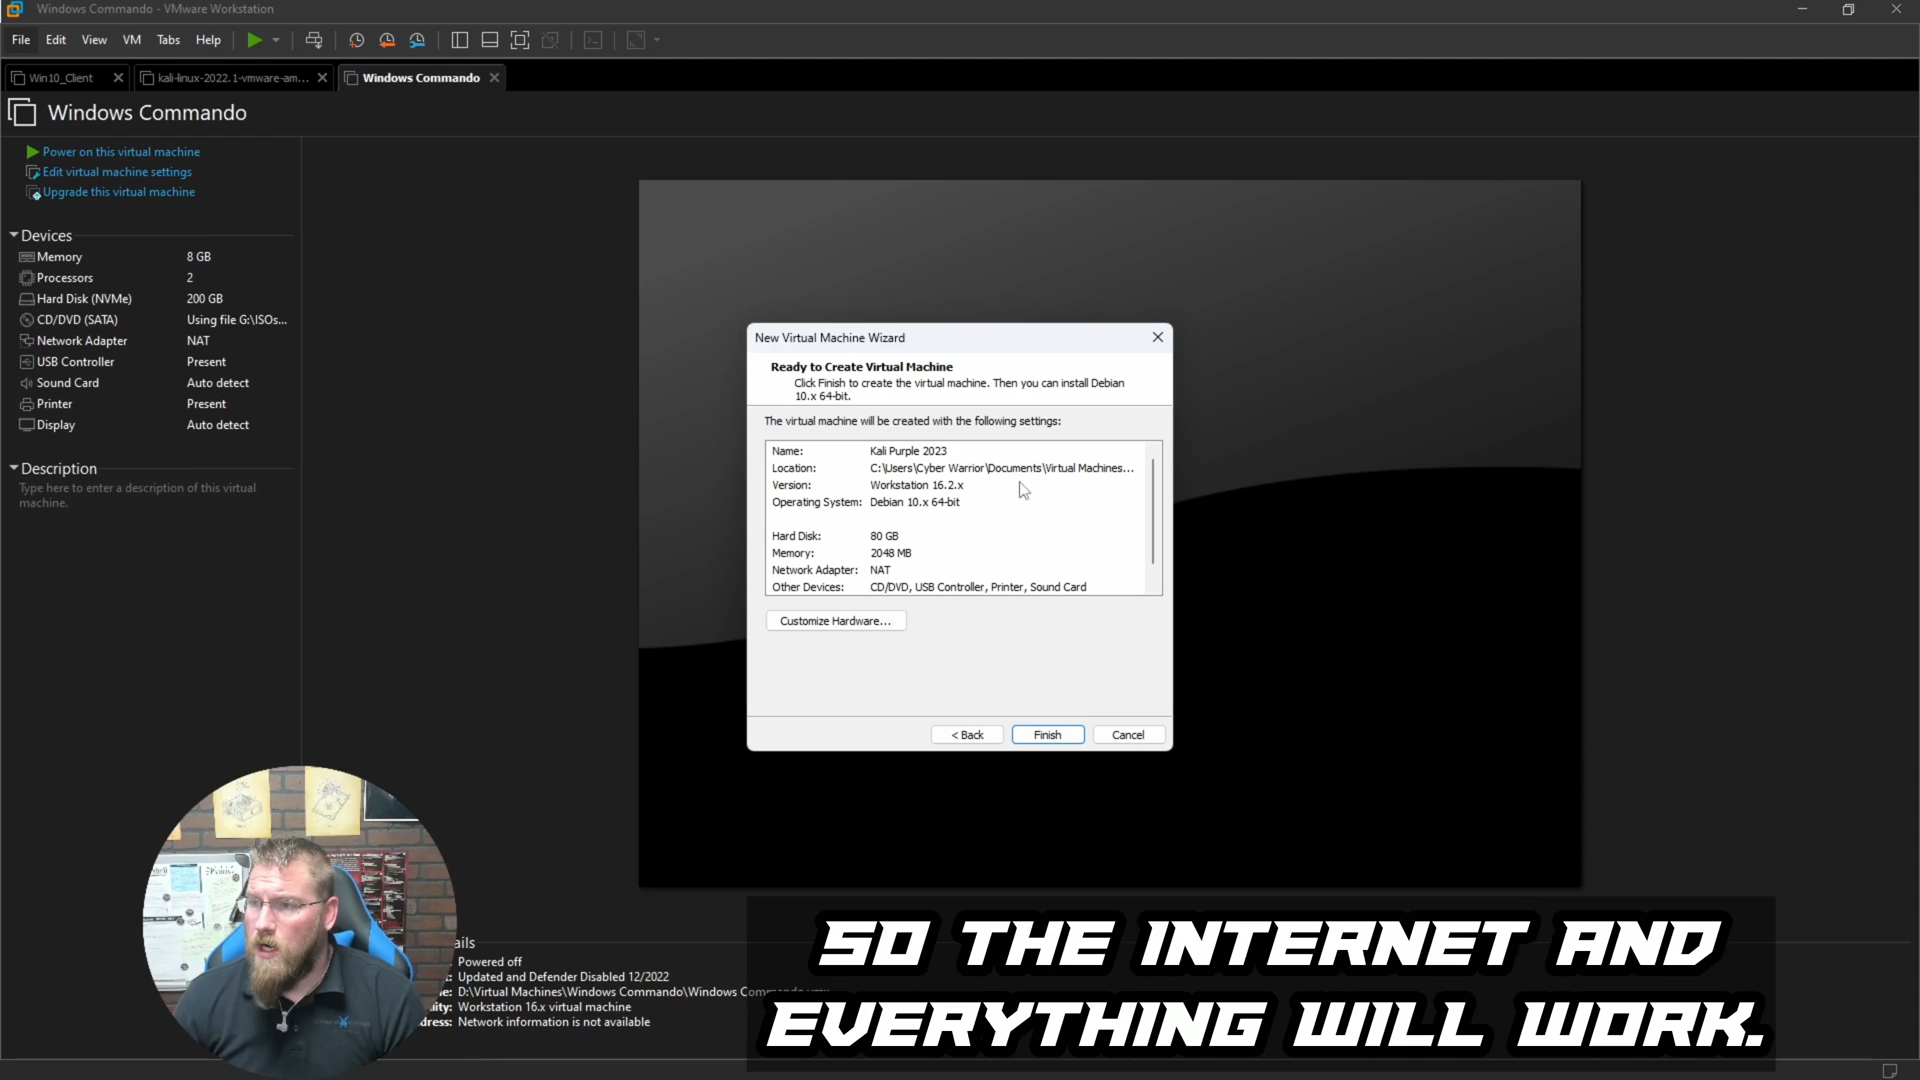 Windows Commando - VMware Workstation
File Edit View VM Tabs Help
Win10_Client kali-linux-2022.1-vmware-am... Windows Commando
Windows Commando
Power on this virtual machine
Edit virtual machine settings
Upgrade this virtual machine
Devices
Memory 8 GB
Processors 2
Hard Disk (NVMe) 200 GB
CD/DVD (SATA) Using file G:\ISOs...
Network Adapter NAT
USB Controller Present
Sound Card Auto detect
Printer Present
Display Auto detect
Description
Type here to enter a description of this virtual
machine.
New Virtual Machine Wizard
Ready to Create Virtual Machine
Click Finish to create the virtual machine. Then you can install Debian
10.x 64-bit.
The virtual machine will be created with the following settings:
Name: Kali Purple 2023
Location: C:\Users\Cyber Warrior\Documents\Virtual Machines...
Version: Workstation 16.2.x
Operating System: Debian 10.x 64-bit
Hard Disk: 80 GB
Memory: 2048 MB
Network Adapter: NAT
Other Devices: CD/DVD, USB Controller, Printer, Sound Card
Customize Hardware...
< Back Finish Cancel
ails
Powered off
Updated and Defender Disabled 12/2022
D:\Virtual Machines\Windows Commando\Windows Commando.vmx
ility: Workstation 16.x virtual machine
dress: Network information is not available
SO THE INTERNET AND
EVERYTHING WILL WORK.